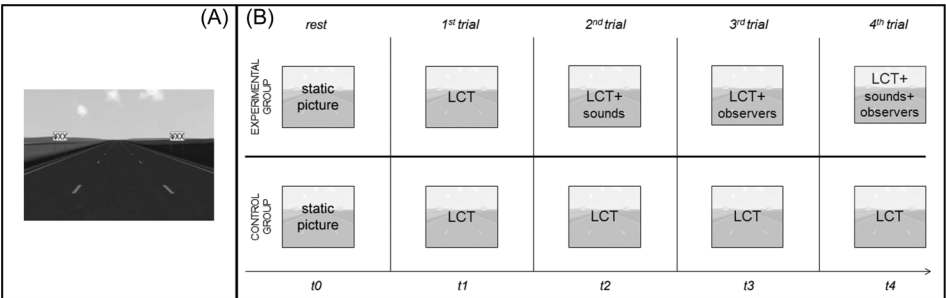 (A)
(B)
rest
1st trial
2nd trial
3rd trial
4th trial
EXPERIMENTAL
GROUP
static
picture
LCT
LCT+
sounds
LCT+
observers
LCT+
sounds+
observers
CONTROL
GROUP
static
picture
LCT
LCT
LCT
LCT
t0
t1
t2
t3
t4